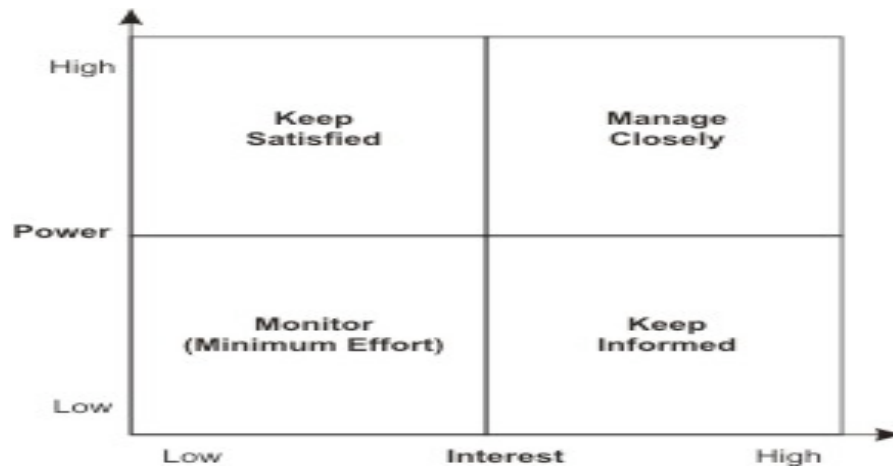 High
Keep
Satisfied
Manage
Closely
Power
Monitor
(Minimum Effort)
Keep
Informed
Low
Low
Interest
High